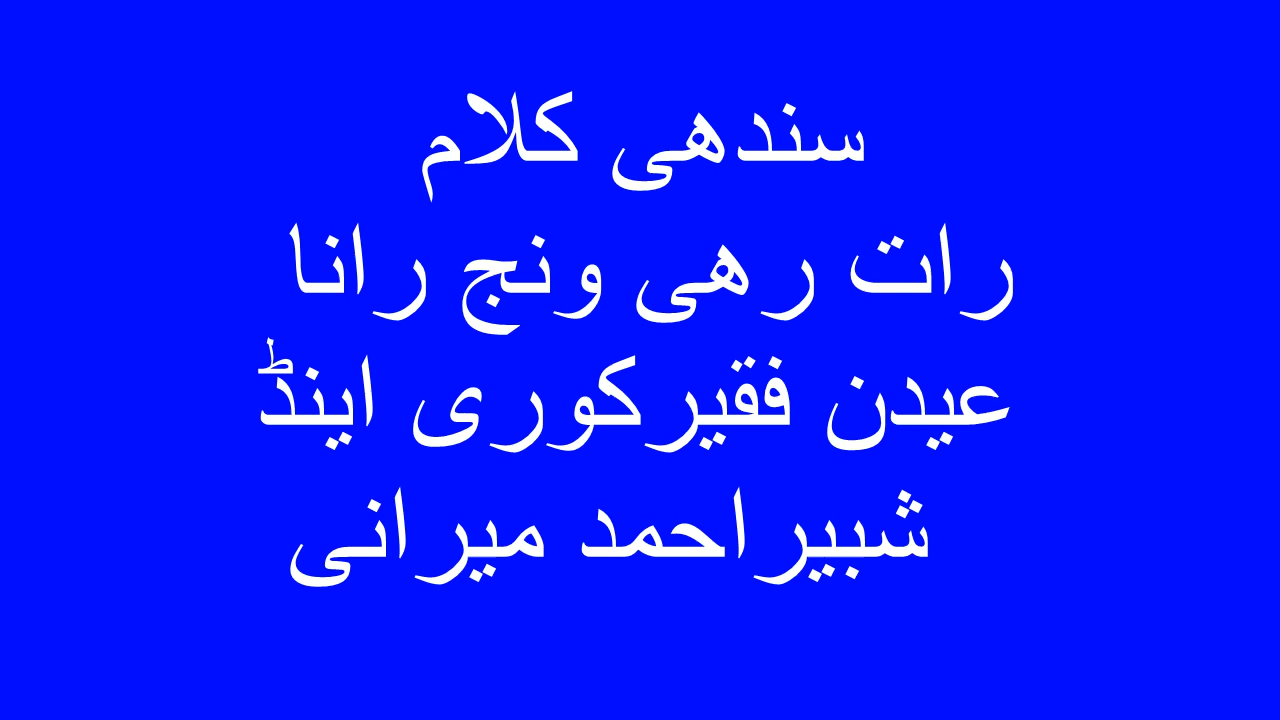 سندھی کلام
رات رھی ونج رانا
عیدن فقیرکوری اینڈ
شبیراحمد میرانی